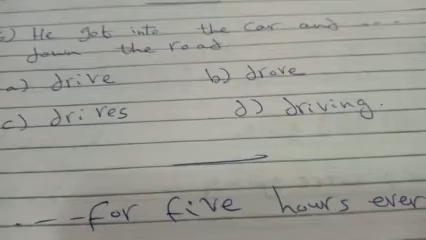 ) He got into the car and ----
down the road
a) drive b) drove
c) drives d) driving.
. -- - for five hours ever